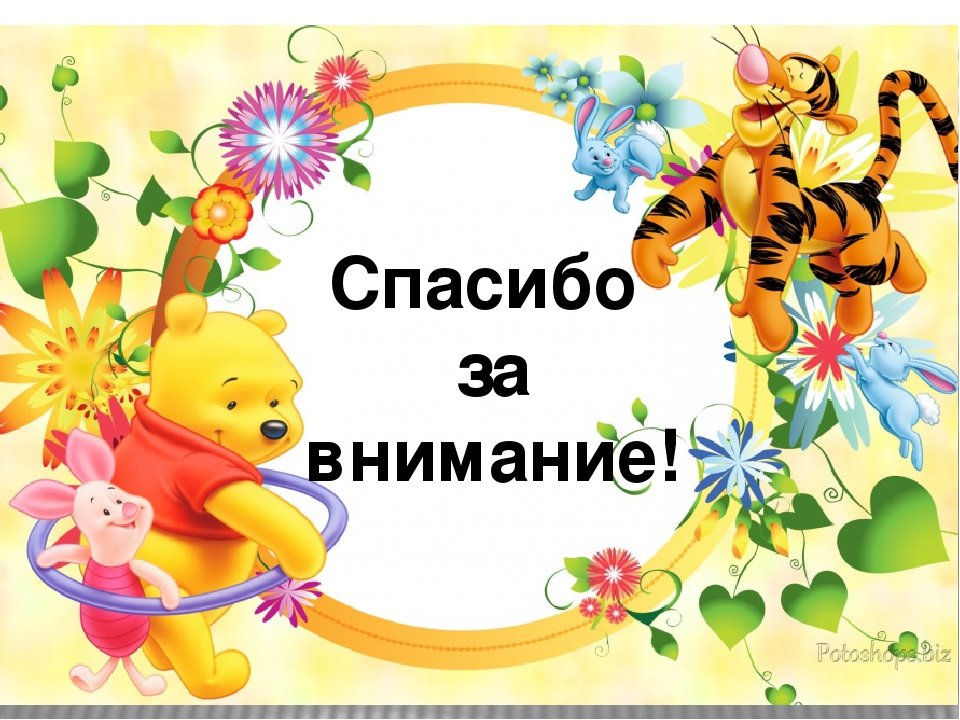 Спасибо
за
внимание!
Potoshops.biz